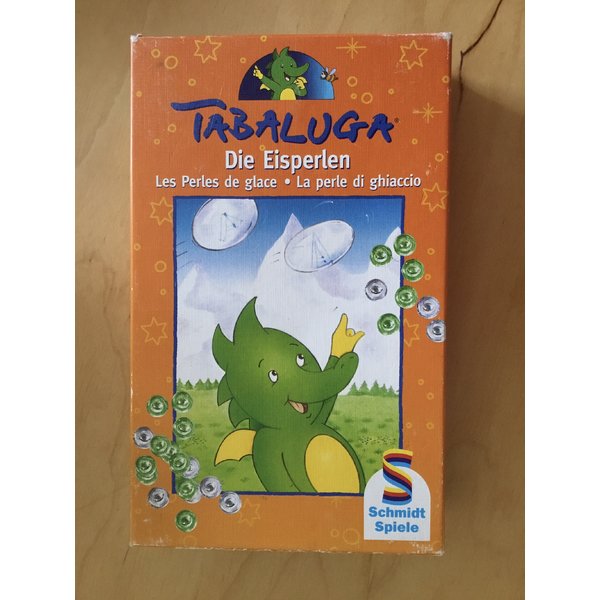 TABALUGA®
Die Eisperlen
Les Perles de glace • La perle di ghiaccio
Schmidt
Spiele